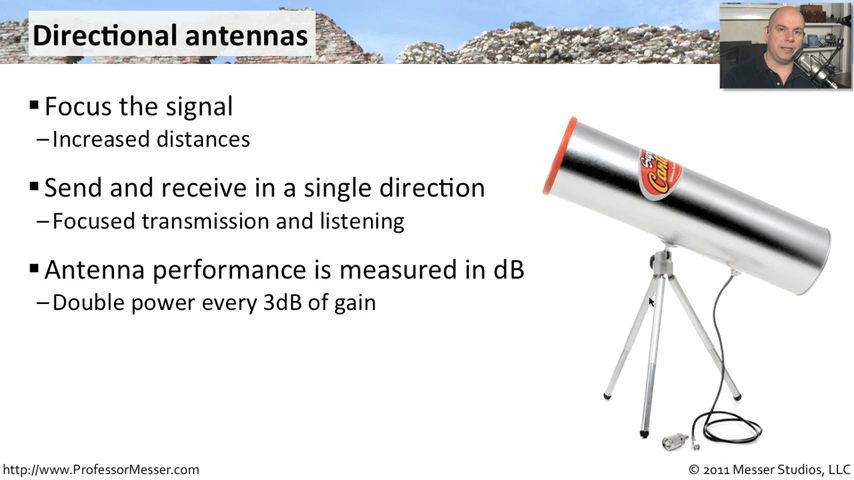 Directional antennas
▪Focus the signal
–Increased distances
▪Send and receive in a single direction
–Focused transmission and listening
▪Antenna performance is measured in dB
–Double power every 3dB of gain
http://www.ProfessorMesser.com
© 2011 Messer Studios, LLC